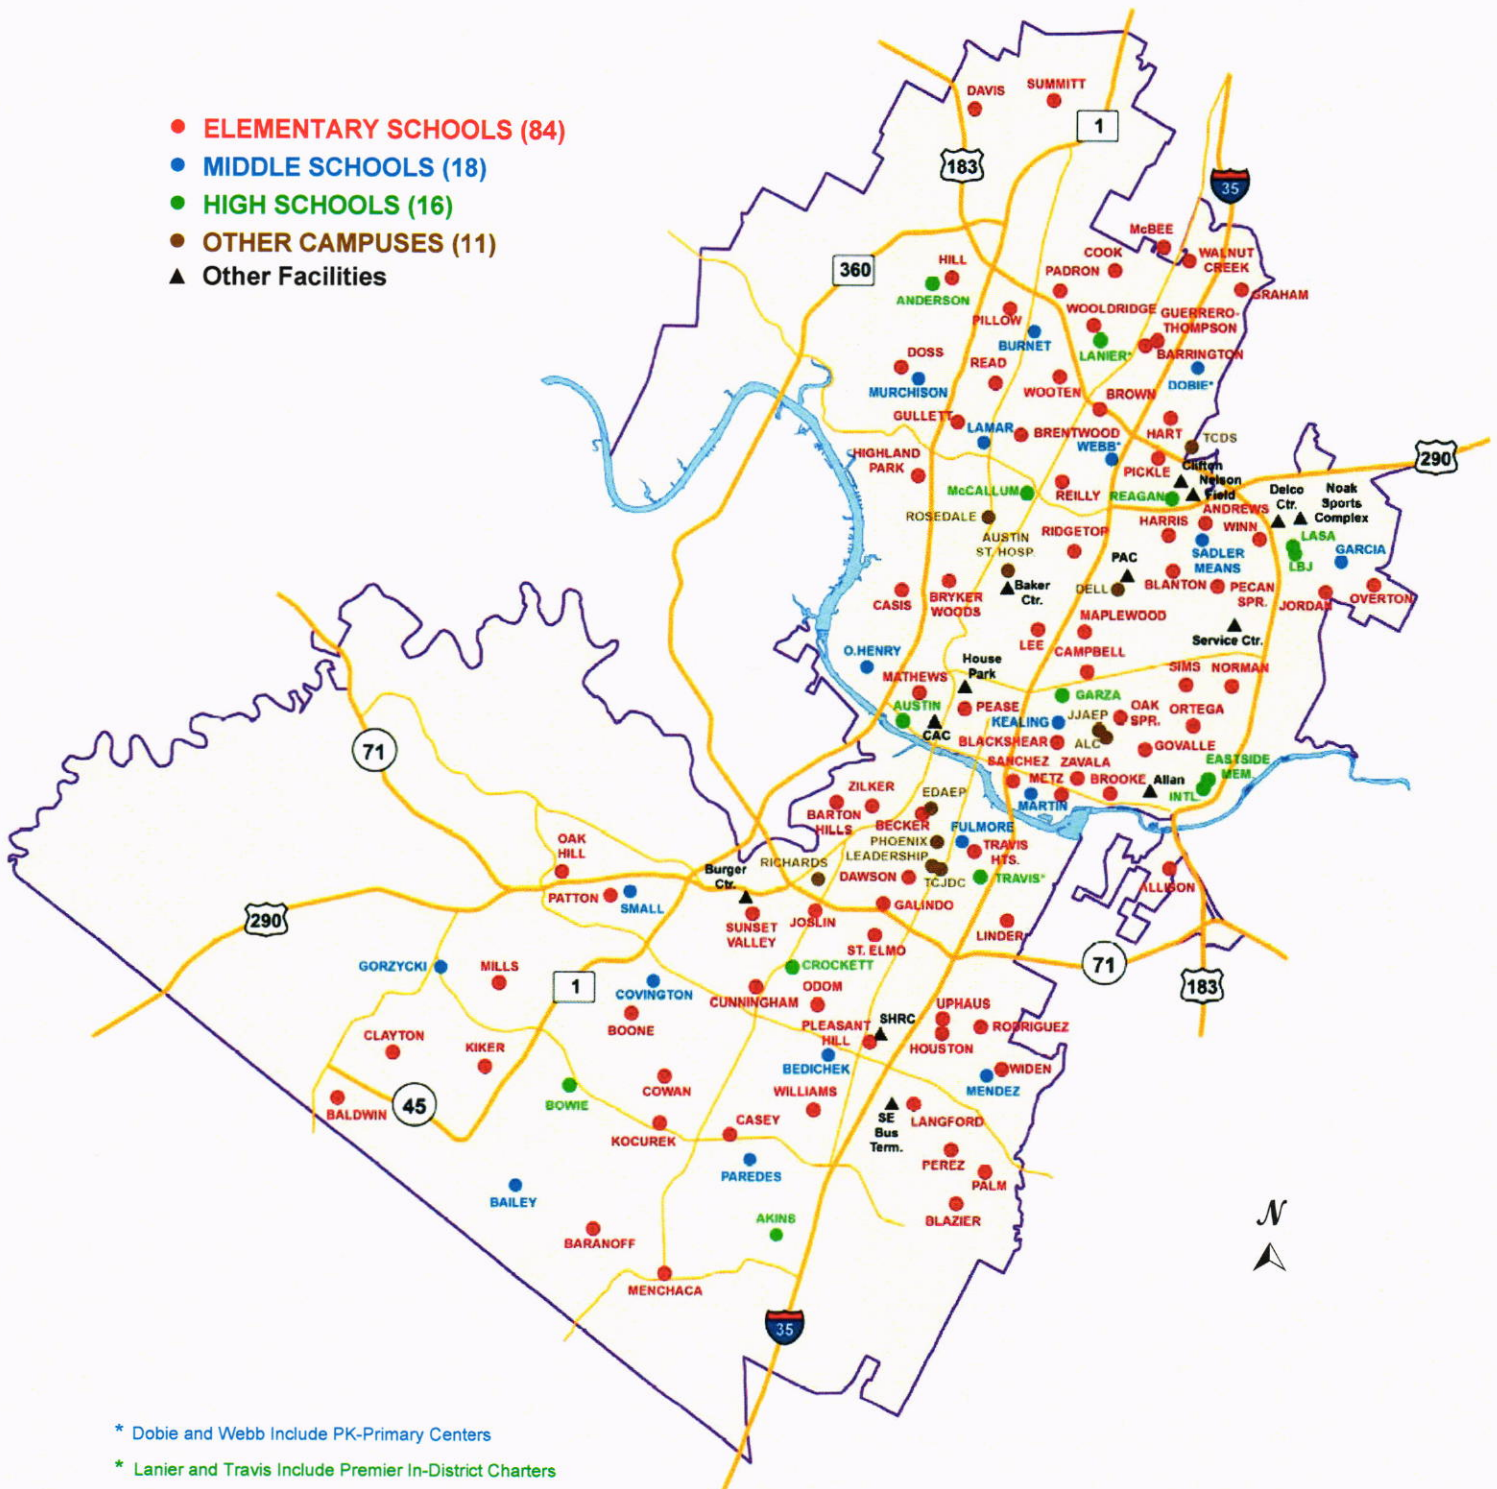 ELEMENTARY SCHOOLS (84)
MIDDLE SCHOOLS (18)
HIGH SCHOOLS (16)
OTHER CAMPUSES (11)
Other Facilities
DAVIS
SUMMITT
1
183
35
McBEE
COOK
WALNUT
CREEK
HILL
PADRON
360
ANDERSON
GRAHAM
PILLOW
WOOLDRIDGE
GUERRERO-
THOMPSON
BURNET
LANIER*
BARRINGTON
DOSS
READ
MURCHISON
WOOTEN
BROWN
DOBIE*
GULLETT
LAMAR
BRENTWOOD
HART
TCDS
WEBB*
HIGHLAND
PARK
PICKLE
Clifton
Nelson
Field
290
McCALLUM
REILLY
REAGAN
Delco
Ctr.
Noak
Sports
Complex
ROSEDALE
RIDGETOP
HARRIS
ANDREWS
WINN
LASA
LBJ
GARCIA
AUSTIN
ST. HOSP.
SADLER
MEANS
PAC
Baker
Ctr.
DELL
BLANTON
PECAN
SPR.
JORDAN
OVERTON
CASIS
BRYKER
WOODS
MAPLEWOOD
LEE
CAMPBELL
Service Ctr.
O.HENRY
House
Park
MATHEWS
SIMS
NORMAN
AUSTIN
PEASE
GARZA
OAK
SPR.
ORTEGA
CAC
KEALING
JJAEP
ALC
BLACKSHEAR
GOVALLE
71
SANCHEZ
ZAVALA
EASTSIDE
MEM.
METZ
BROOKE
Allan
INTL.
MARTIN
ZILKER
EDAEP
BARTON
HILLS
BECKER
FULMORE
PHOENIX
LEADERSHIP
TRAVIS
HTS.
OAK
HILL
Burger
Ctr.
RICHARDS
DAWSON
TCJDC
TRAVIS*
ALLISON
PATTON
SMALL
290
SUNSET
VALLEY
JOSLIN
GALINDO
ST. ELMO
LINDER
71
183
GORZYCKI
MILLS
1
COVINGTON
CROCKETT
CUNNINGHAM
ODOM
BOONE
CLAYTON
KIKER
PLEASANT
HILL
SHRC
UPHAUS
RODRIGUEZ
HOUSTON
BEDICHEK
WIDEN
MENDEZ
BALDWIN
45
BOWIE
COWAN
WILLIAMS
KOCUREK
CASEY
SE
Bus
Term.
LANGFORD
PEREZ
PAREDES
PALM
BAILEY
BLAZIER
AKINS
BARANOFF
MENCHACA
N
35
* Dobie and Webb Include PK-Primary Centers
* Lanier and Travis Include Premier In-District Charters